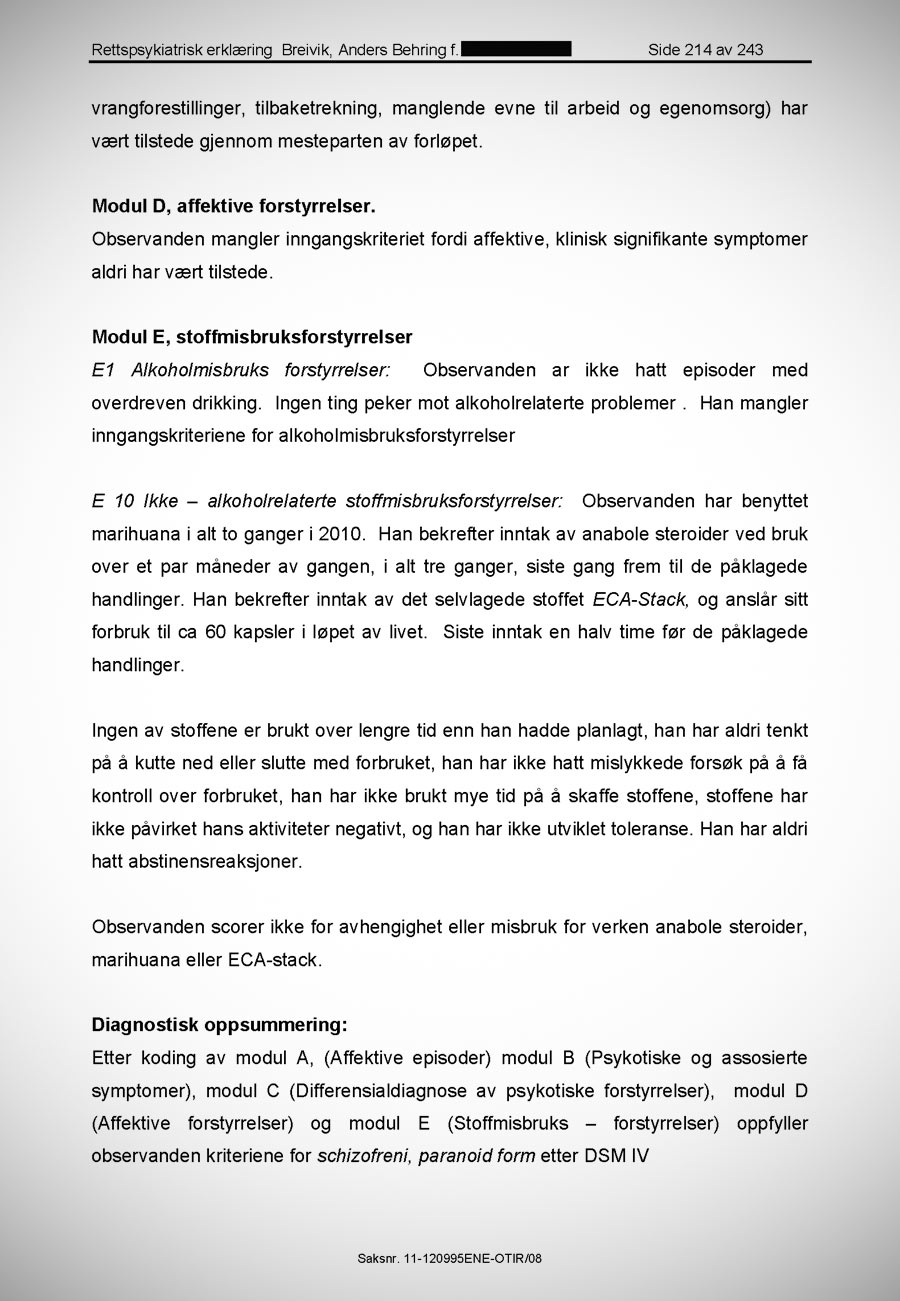 Rettspsykiatrisk erklæring  Breivik, Anders Behring f. Side 214 av 243
vrangforestillinger, tilbaketrekning, manglende evne til arbeid og egenomsorg) har
vært tilstede gjennom mesteparten av forløpet.
Modul D, affektive forstyrrelser.
Observanden mangler inngangskriteriet fordi affektive, klinisk signifikante symptomer
aldri har vært tilstede.
Modul E, stoffmisbruksforstyrrelser
E1 Alkoholmisbruks forstyrrelser:  Observanden ar ikke hatt episoder med
overdreven drikking.  Ingen ting peker mot alkoholrelaterte problemer .  Han mangler
inngangskriteriene for alkoholmisbruksforstyrrelser
E 10 Ikke – alkoholrelaterte stoffmisbruksforstyrrelser:  Observanden har benyttet
marihuana i alt to ganger i 2010.  Han bekrefter inntak av anabole steroider ved bruk
over et par måneder av gangen, i alt tre ganger, siste gang frem til de påklagede
handlinger. Han bekrefter inntak av det selvlagede stoffet ECA-Stack, og anslår sitt
forbruk til ca 60 kapsler i løpet av livet.  Siste inntak en halv time før de påklagede
handlinger.
Ingen av stoffene er brukt over lengre tid enn han hadde planlagt, han har aldri tenkt
på å kutte ned eller slutte med forbruket, han har ikke hatt mislykkede forsøk på å få
kontroll over forbruket, han har ikke brukt mye tid på å skaffe stoffene, stoffene har
ikke påvirket hans aktiviteter negativt, og han har ikke utviklet toleranse. Han har aldri
hatt abstinensreaksjoner.
Observanden scorer ikke for avhengighet eller misbruk for verken anabole steroider,
marihuana eller ECA-stack.
Diagnostisk oppsummering:
Etter koding av modul A, (Affektive episoder) modul B (Psykotiske og assosierte
symptomer), modul C (Differensialdiagnose av psykotiske forstyrrelser),  modul D
(Affektive forstyrrelser) og modul E (Stoffmisbruks – forstyrrelser) oppfyller
observanden kriteriene for schizofreni, paranoid form etter DSM IV
Saksnr. 11-120995ENE-OTIR/08